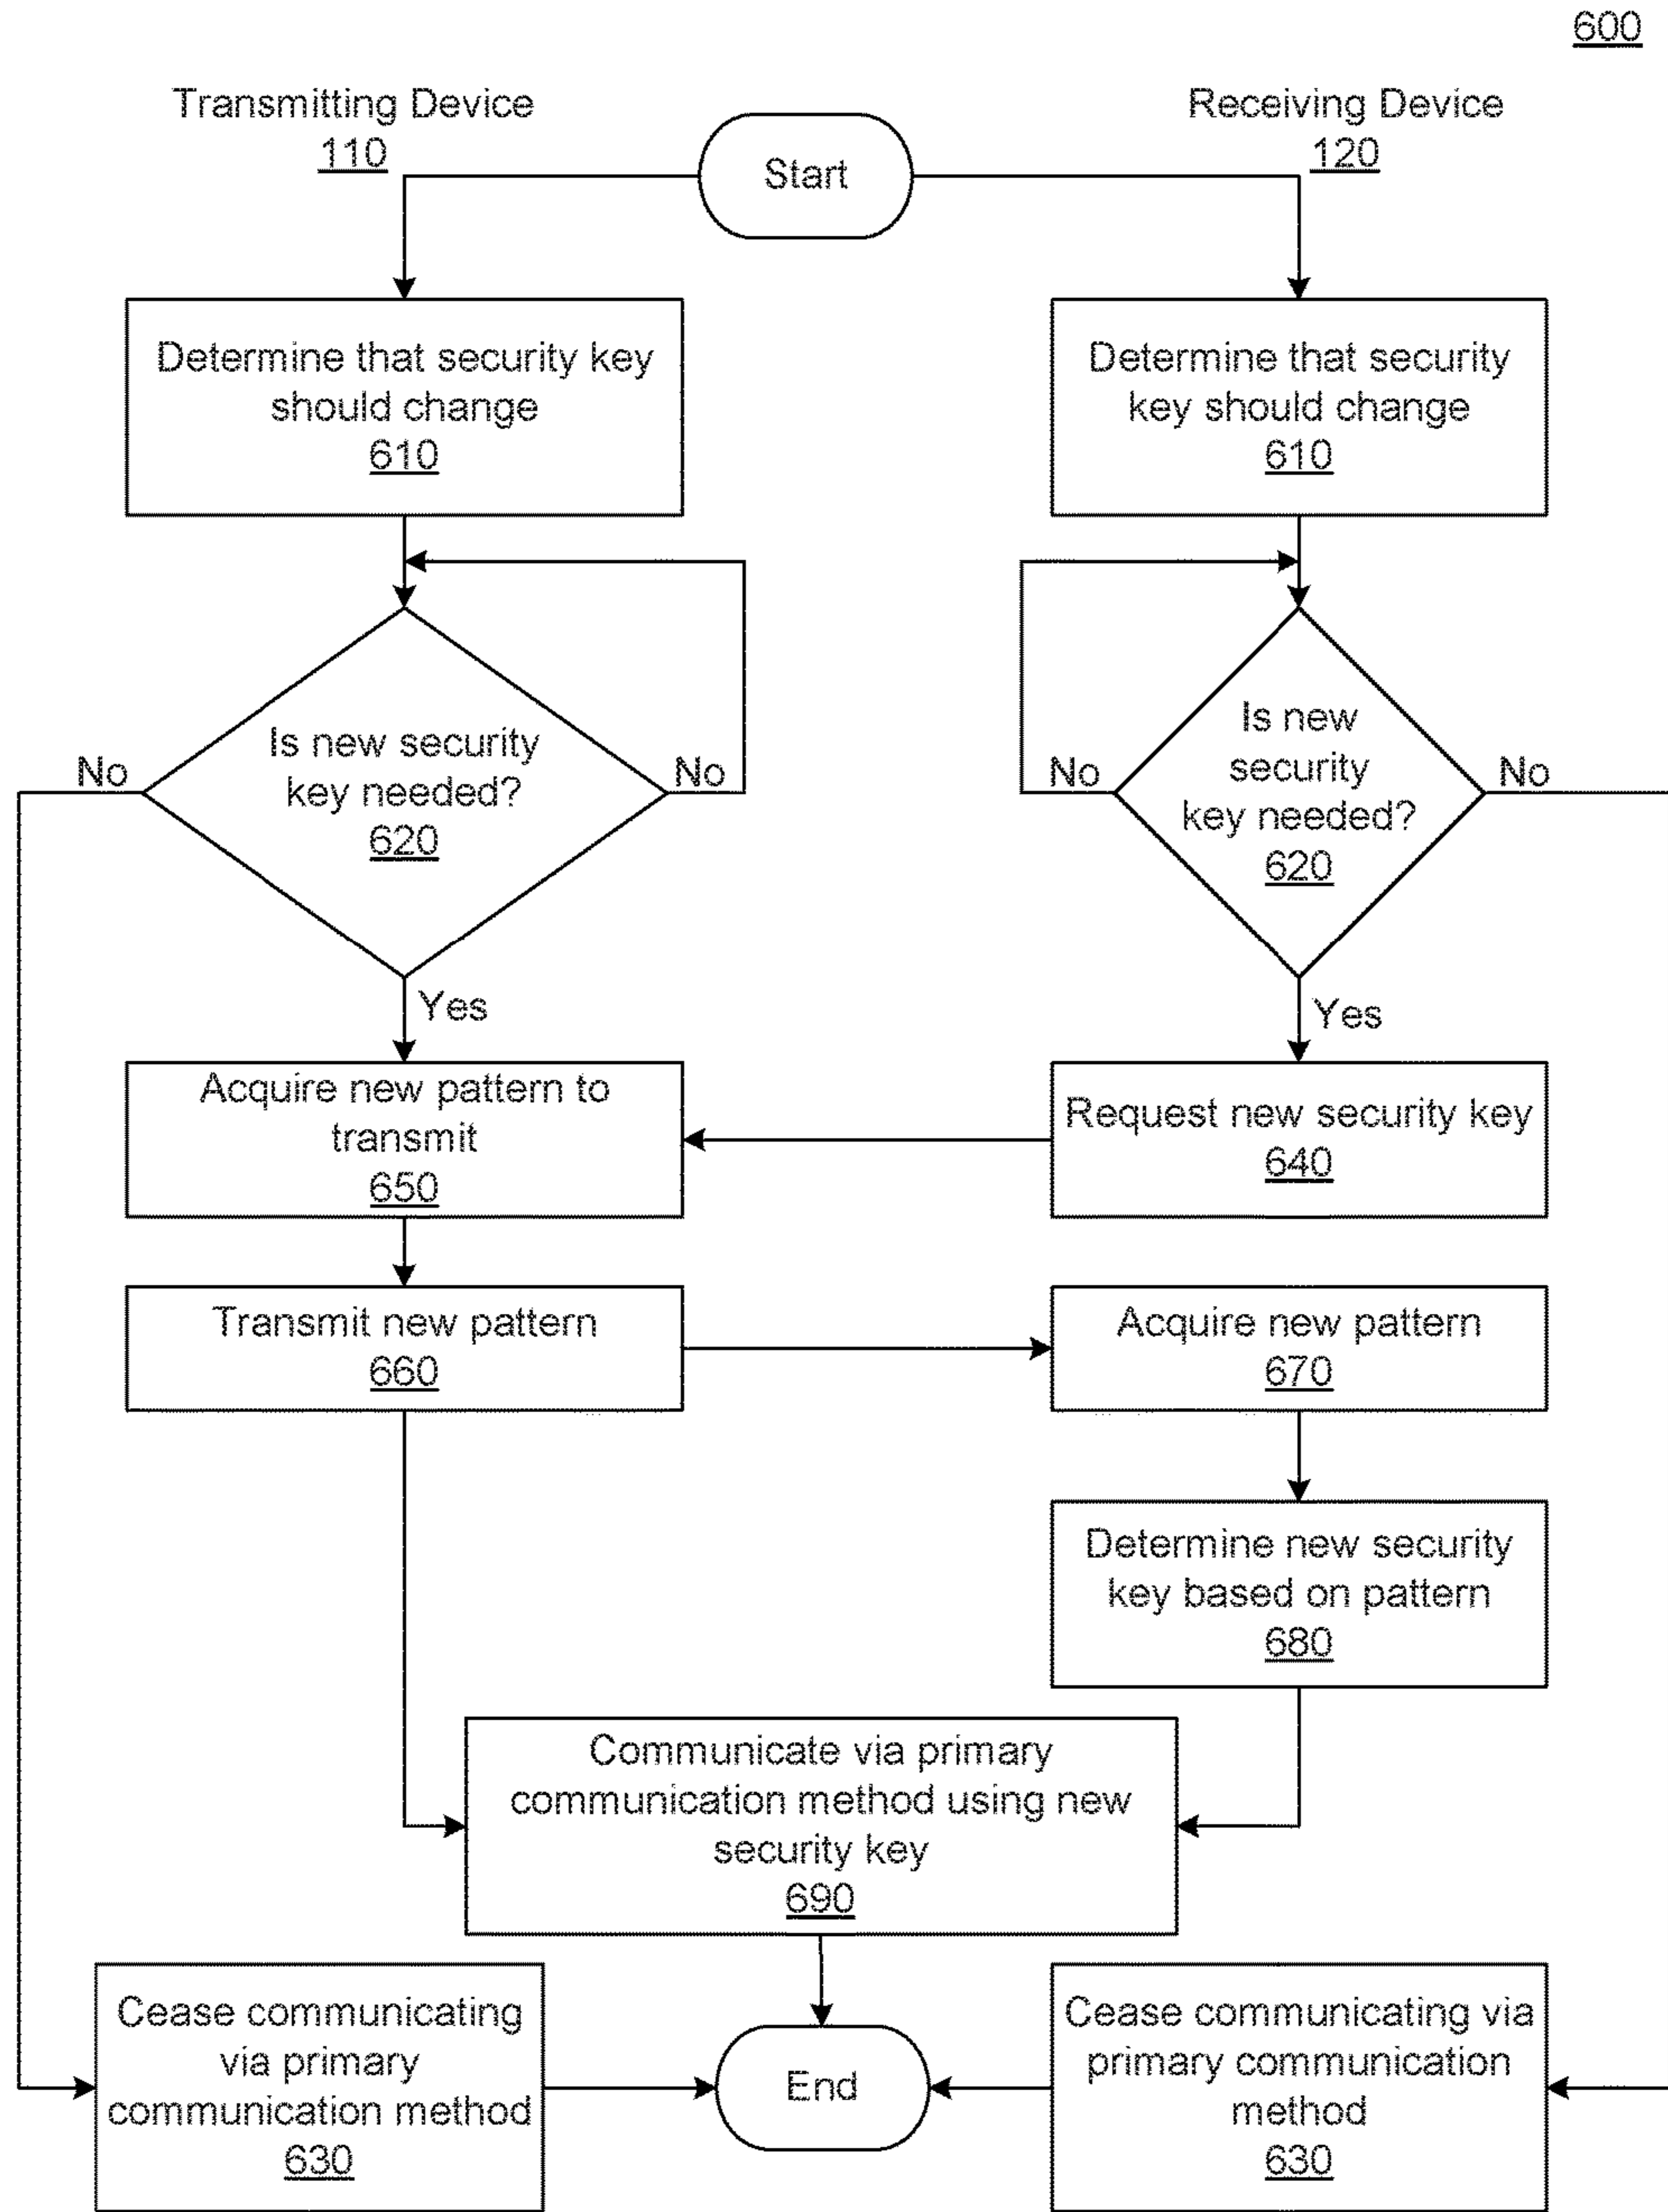 600
Transmitting Device
110
Receiving Device
120
Start
Determine that security key
should change
610
Determine that security
key should change
610
Is new security
key needed?
620
No
No
Yes
Is new
security
key needed?
620
No
No
Yes
Acquire new pattern to
transmit
650
Request new security key
640
Transmit new pattern
660
Acquire new pattern
670
Determine new security
key based on pattern
680
Communicate via primary
communication method using new
security key
690
Cease communicating
via primary
communication method
630
End
Cease communicating via
primary communication
method
630